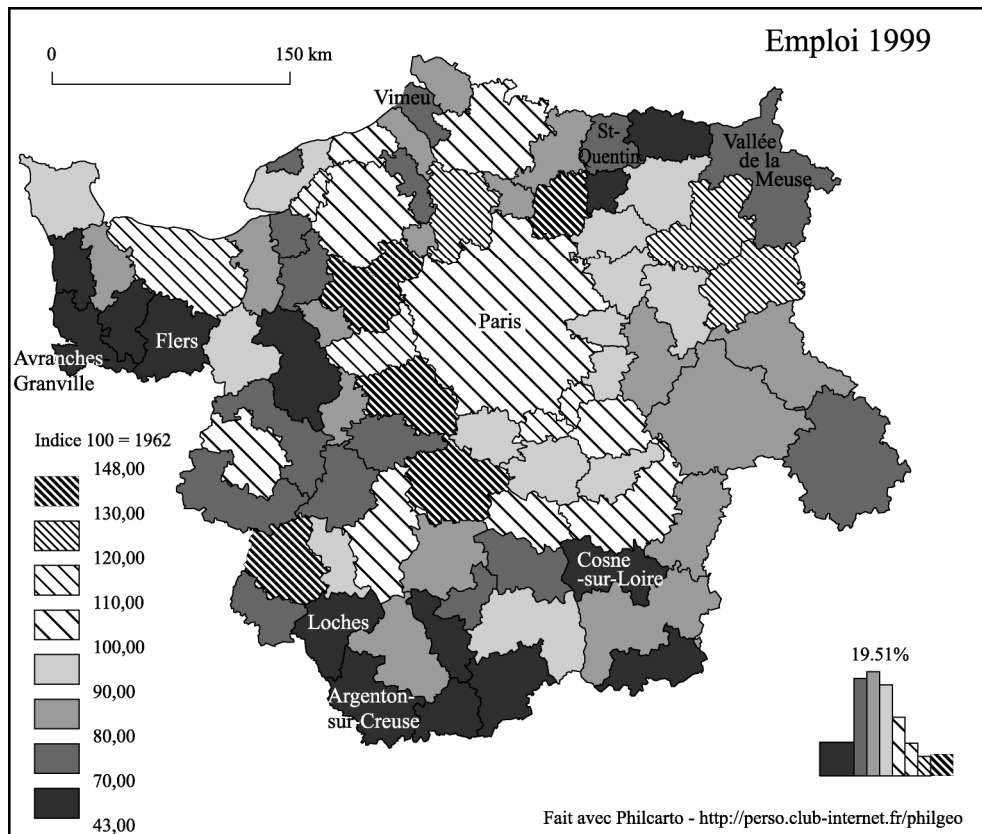 Emploi 1999
0 150 km
Vimeu
St-
Quentin
Vallée
de la
Meuse
Paris
Flers
Avranches-
Granville
Indice 100 = 1962
148,00
130,00
120,00
110,00
100,00
90,00
80,00
70,00
43,00
Cosne
-sur-Loire
Loches
Argenton-
sur-Creuse
19.51%
Fait avec Philcarto - http://perso.club-internet.fr/philgeo